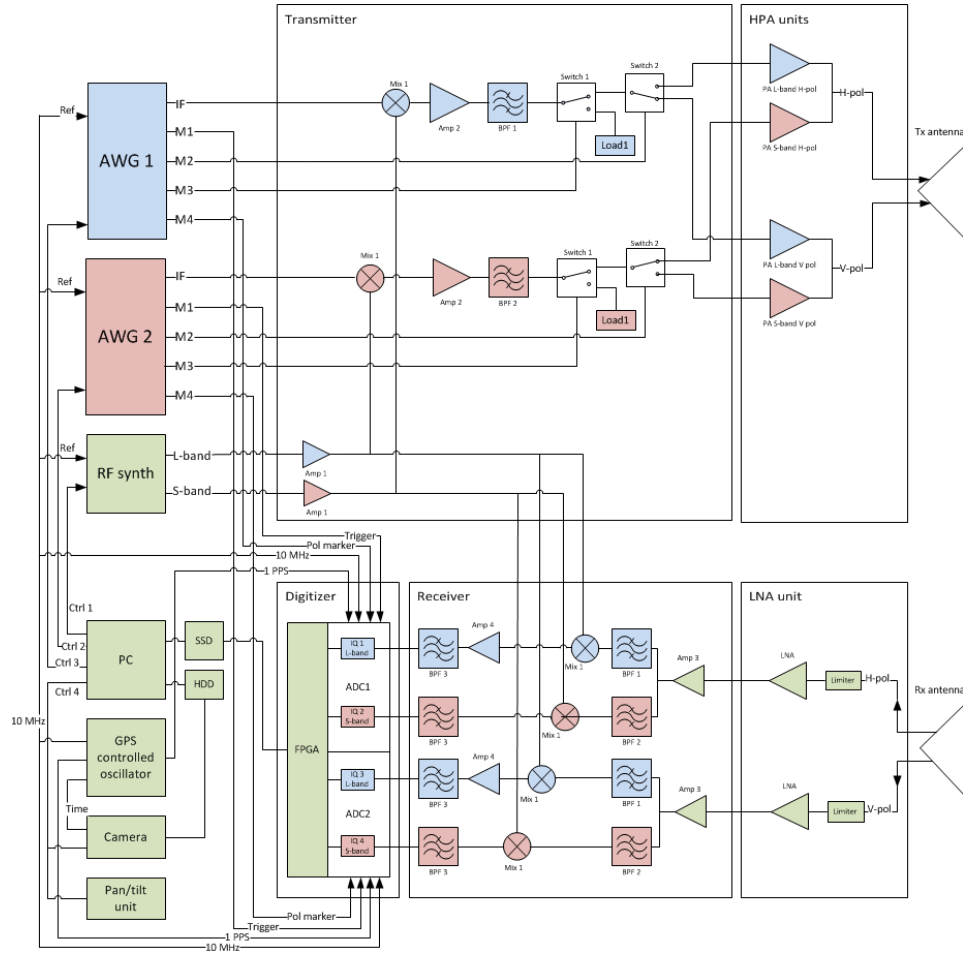 Transmitter
HPA units
AWG 1
Ref
IF
M1
M2
M3
M4
Mix 1
Amp 2
BPF 1
Switch 1
Switch 2
Load1
PA L-band H-pol
PA S-band H-pol
H-pol
Tx antenna
AWG 2
Ref
IF
M1
M2
M3
M4
Mix 1
Amp 2
BPF 2
Switch 1
Switch 2
Load1
PA L-band V pol
PA S-band V pol
V-pol
RF synth
Ref
L-band
S-band
Amp 1
Amp 1
Trigger
Pol marker
10 MHz
1 PPS
Digitizer
Receiver
LNA unit
Ctrl 1
Ctrl 2
Ctrl 3
Ctrl 4
PC
SSD
HDD
10 MHz
GPS
controlled
oscillator
Time
Camera
Pan/tilt
unit
FPGA
IQ 1
L-band
ADC1
IQ 2
S-band
IQ 3
L-band
ADC2
IQ 4
S-band
BPF 3
Amp 4
Mix 1
BPF 1
Amp 3
LNA
Limiter
H-pol
Rx antenna
BPF 3
Mix 1
BPF 2
BPF 3
Amp 4
Mix 1
BPF 1
Amp 3
LNA
Limiter
V-pol
BPF 3
Mix 1
BPF 2
Pol marker
Trigger
1 PPS
10 MHz